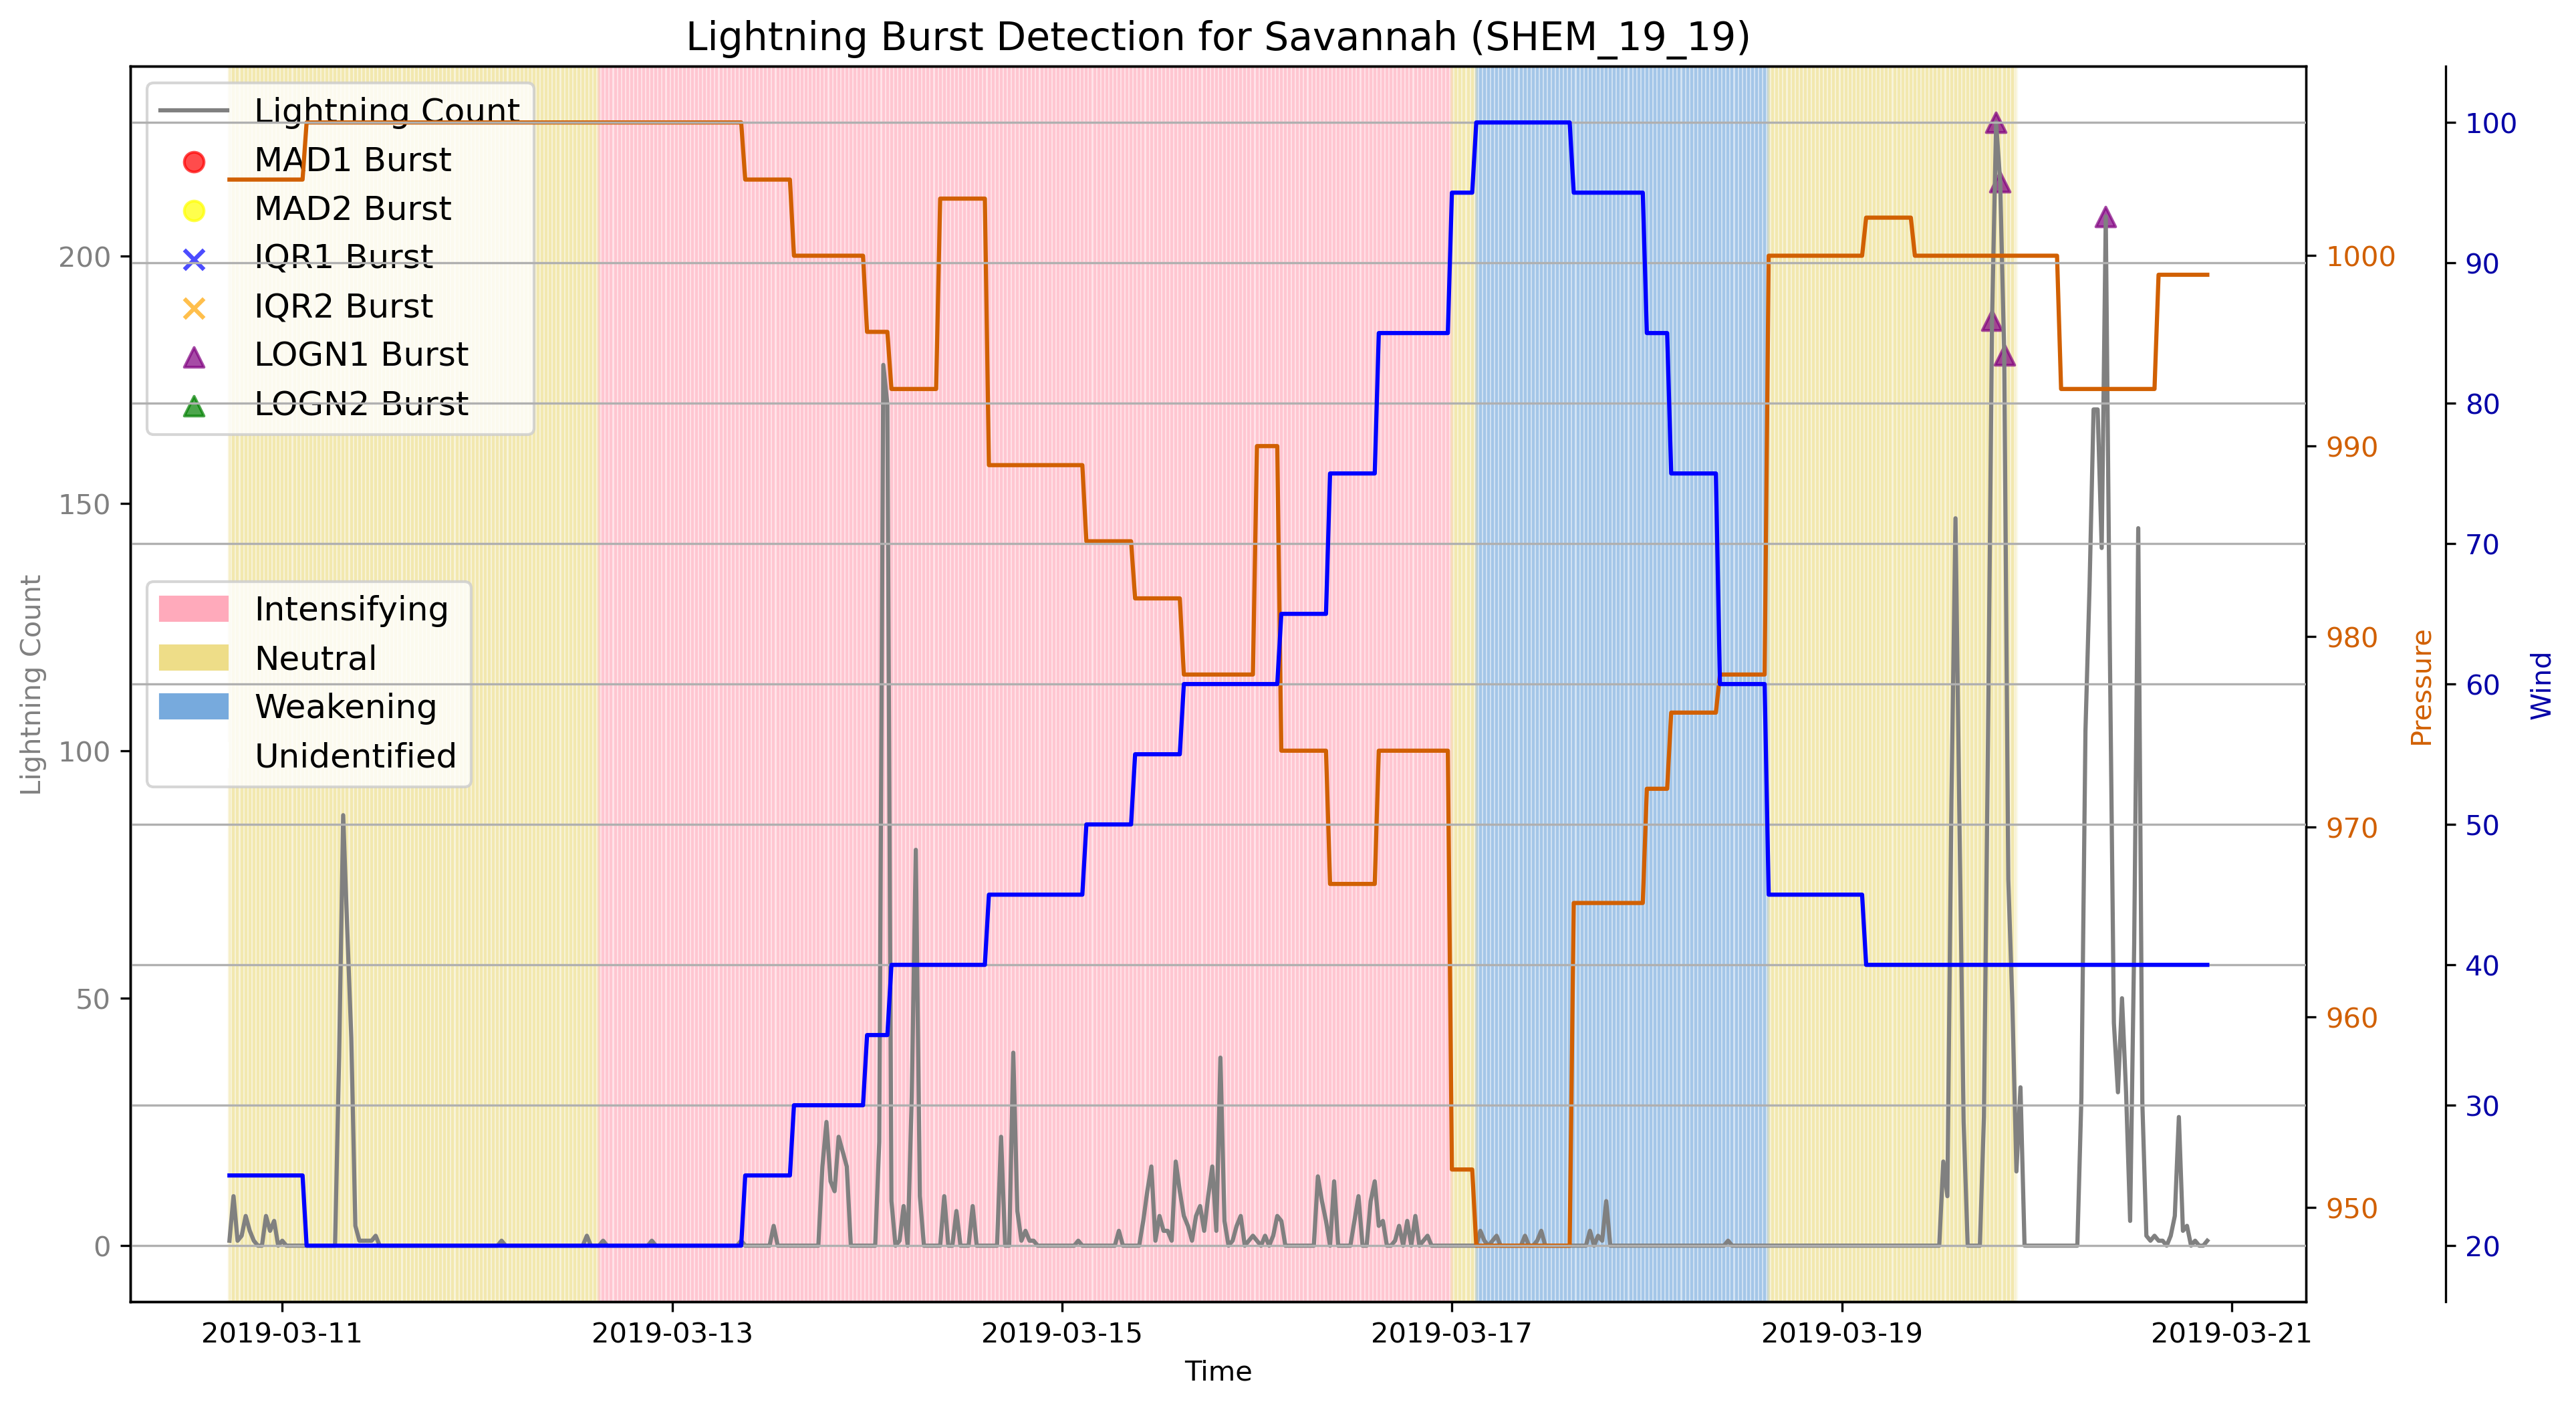 Lightning Burst Detection for Savannah (SHEM_19_19)
Lightning Count
MAD1 Burst
MAD2 Burst
IQR1 Burst
IQR2 Burst
LOGN1 Burst
LOGN2 Burst
Intensifying
Neutral
Weakening
Unidentified
Lightning Count
200
150
100
50
0
1000
990
980
970
960
950
Pressure
100
90
80
70
60
50
40
30
20
Wind
2019-03-11
2019-03-13
2019-03-15
2019-03-17
2019-03-19
2019-03-21
Time